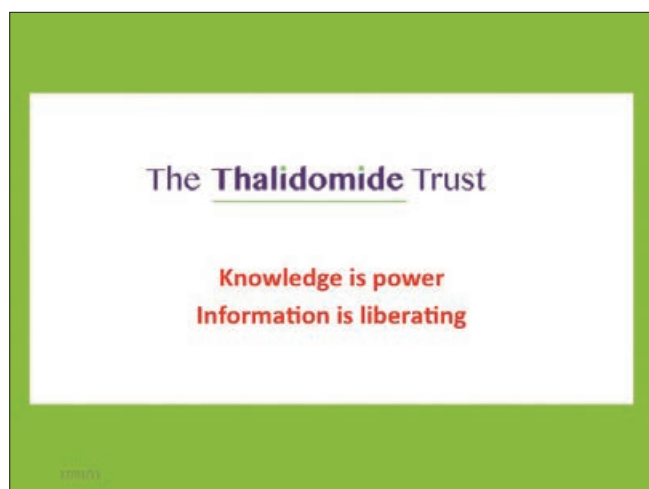 The Thalidomide Trust
Knowledge is power
Information is liberating